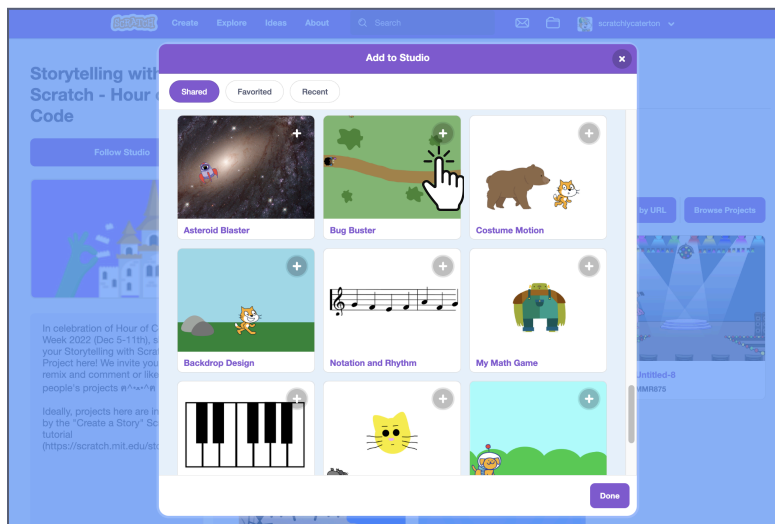 SCRATCH Create Explore Ideas About Search scratchlycaterton
Add to Studio
Shared Favorited Recent
Storytelling with
Scratch - Hour
Code
Follow Studio
Asteroid Blaster Bug Buster Costume Motion
by URL Browse Projects
Backdrop Design Notation and Rhythm My Math Game
In celebration of Hour of C
Week 2022 (Dec 5-11th), s
your Storytelling with Scra
Project here! We invite you
remix and comment or like
people's projects
Ideally, projects here are in
by the "Create a Story" Sc
tutorial
(https://scratch.mit.edu/sto
Untitled-8
MMR875
Done